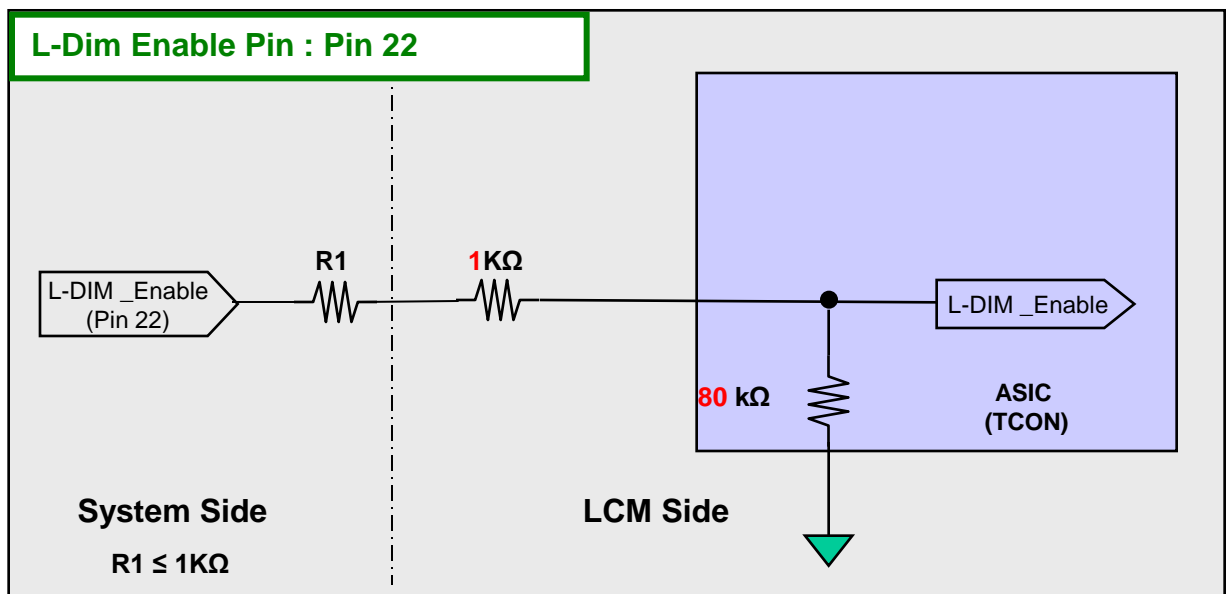 L-Dim Enable Pin : Pin 22
R1
1KΩ
L-DIM _Enable
(Pin 22)
L-DIM _Enable
80 kΩ
ASIC
(TCON)
System Side
LCM Side
R1 ≤ 1KΩ